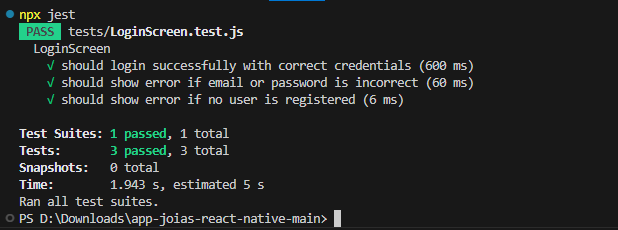 npx jest
PASS tests/LoginScreen.test.js
LoginScreen
√ should login successfully with correct credentials (600 ms)
√ should show error if email or password is incorrect (60 ms)
√ should show error if no user is registered (6 ms)
Test Suites: 1 passed, 1 total
Tests: 3 passed, 3 total
Snapshots: 0 total
Time: 1.943 s, estimated 5 s
Ran all test suites.
PS D:\Downloads\app-joias-react-native-main>